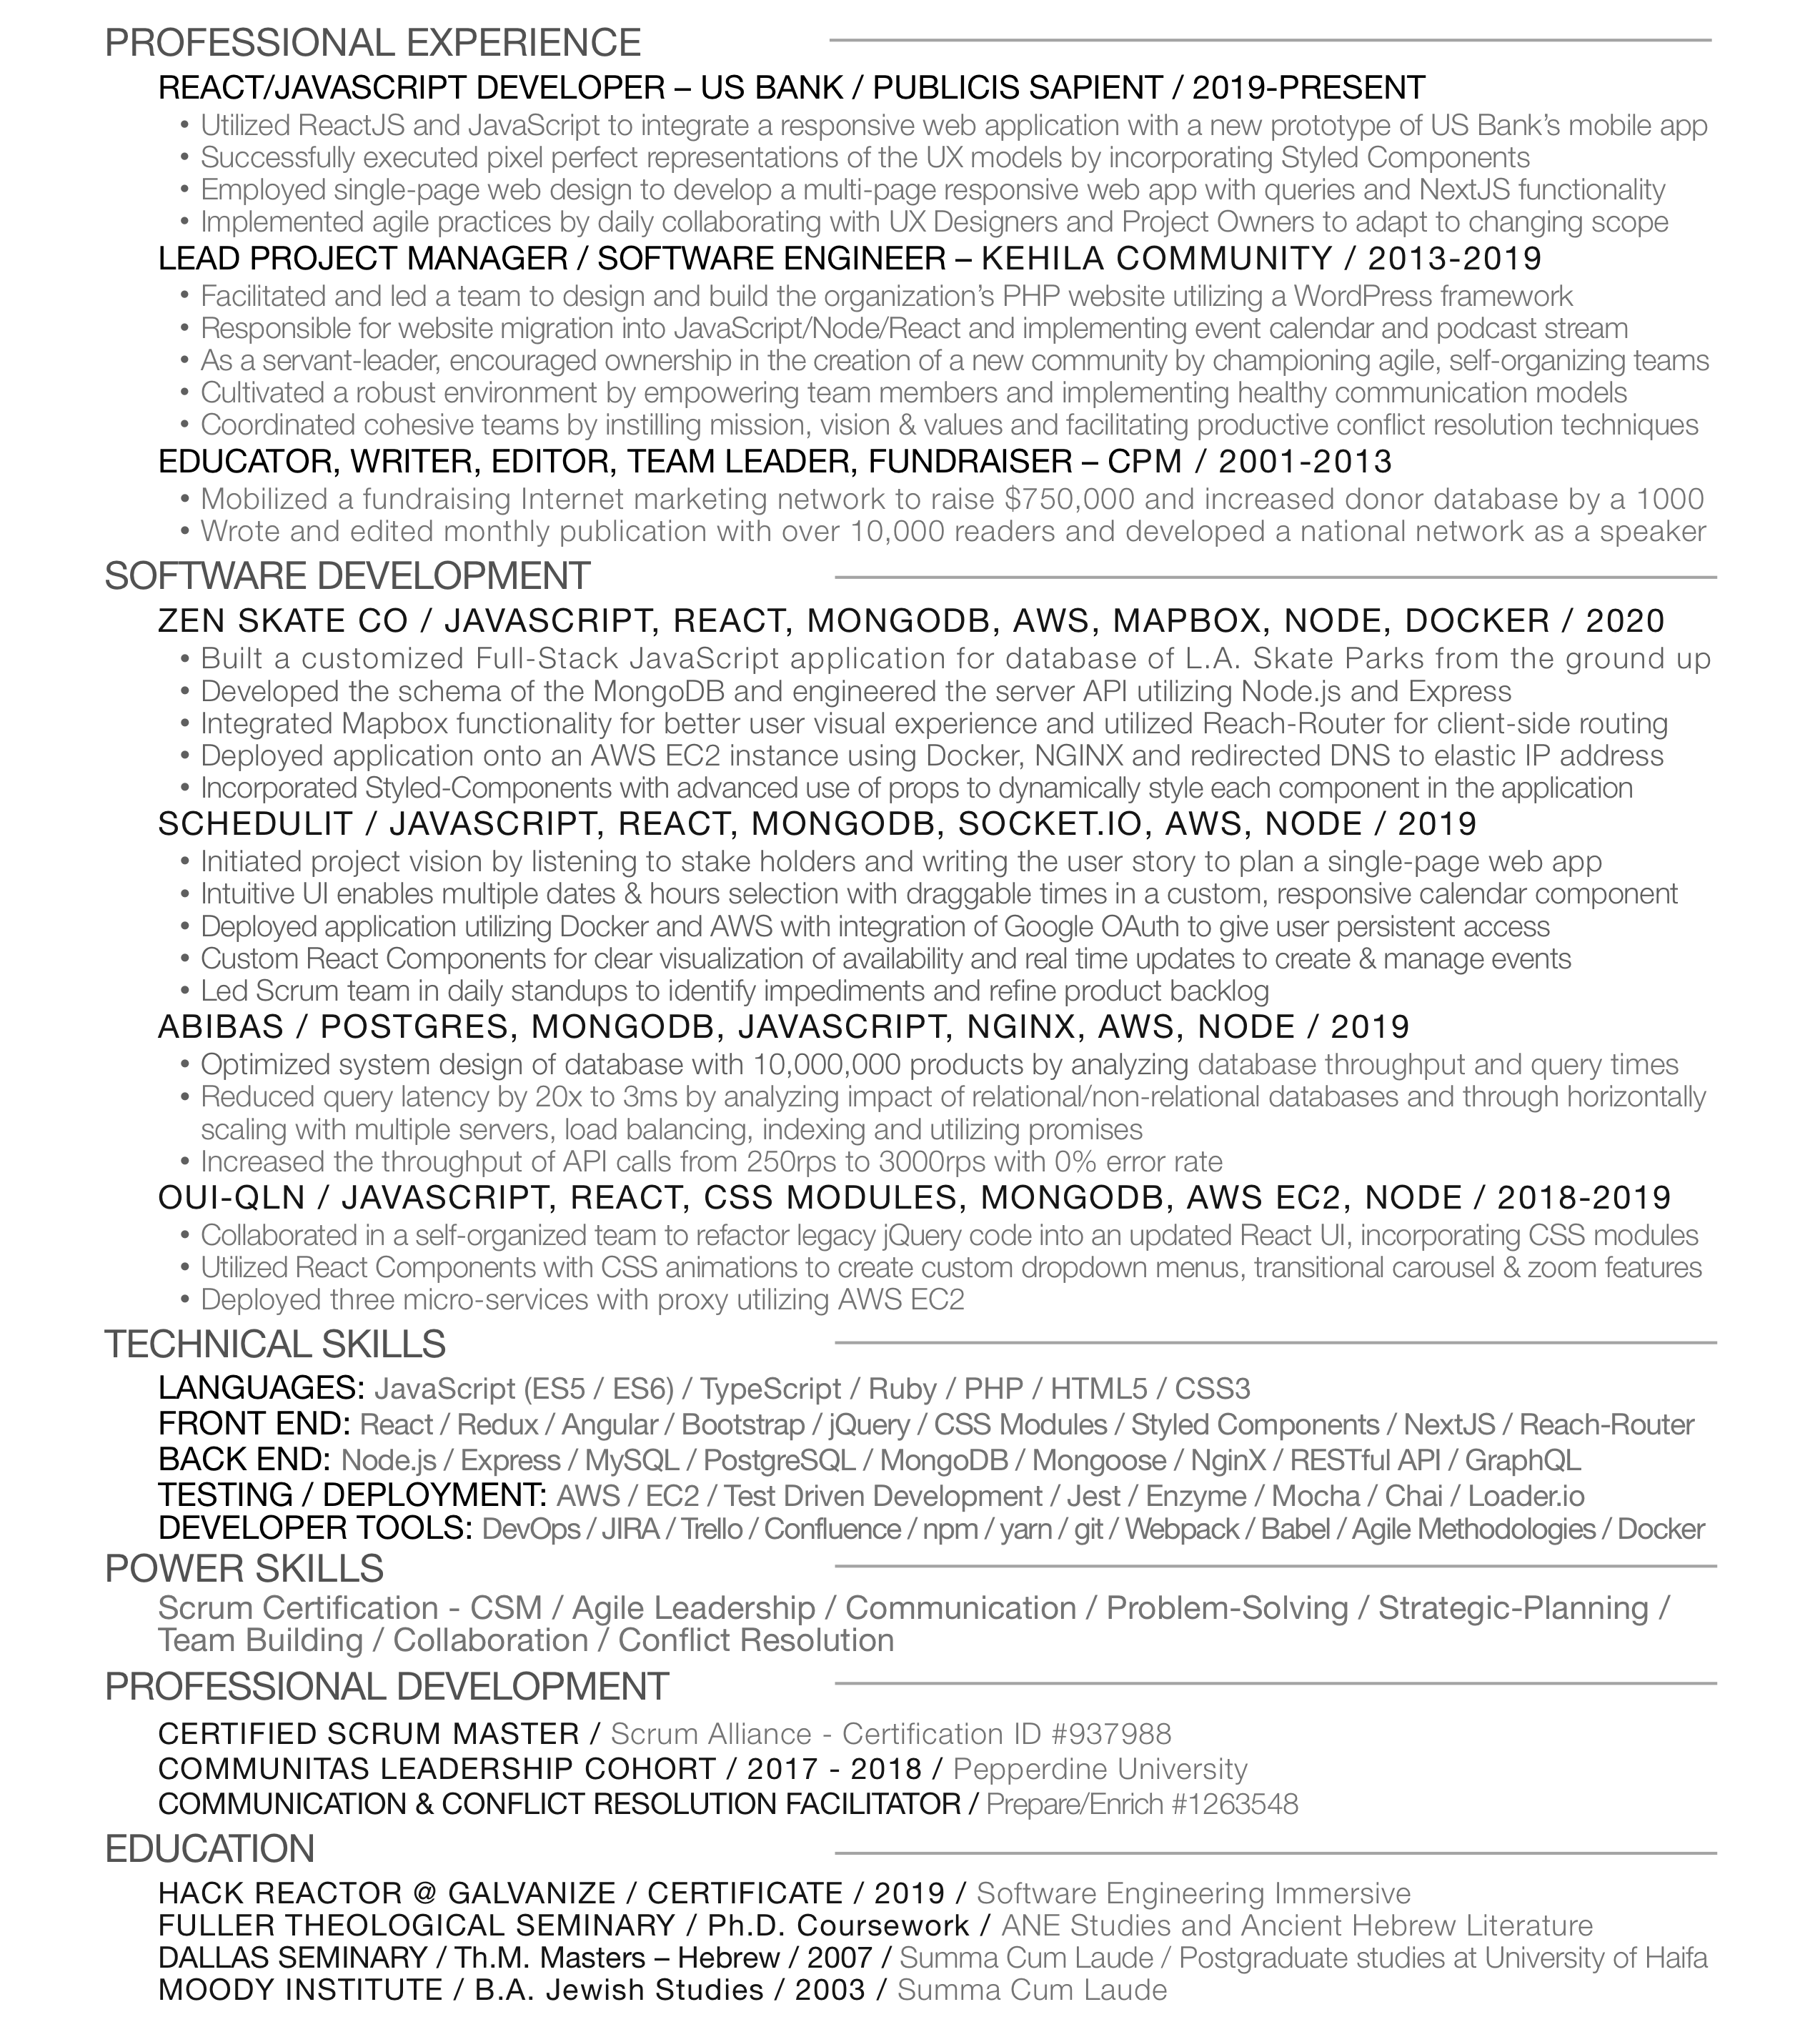 PROFESSIONAL EXPERIENCE
REACT/JAVASCRIPT DEVELOPER – US BANK / PUBLICIS SAPIENT / 2019-PRESENT
• Utilized ReactJS and JavaScript to integrate a responsive web application with a new prototype of US Bank's mobile app
• Successfully executed pixel perfect representations of the UX models by incorporating Styled Components
• Employed single-page web design to develop a multi-page responsive web app with queries and NextJS functionality
• Implemented agile practices by daily collaborating with UX Designers and Project Owners to adapt to changing scope
LEAD PROJECT MANAGER / SOFTWARE ENGINEER – KEHILA COMMUNITY / 2013-2019
• Facilitated and led a team to design and build the organization's PHP website utilizing a WordPress framework
• Responsible for website migration into JavaScript/Node/React and implementing event calendar and podcast stream
• As a servant-leader, encouraged ownership in the creation of a new community by championing agile, self-organizing teams
• Cultivated a robust environment by empowering team members and implementing healthy communication models
• Coordinated cohesive teams by instilling mission, vision & values and facilitating productive conflict resolution techniques
EDUCATOR, WRITER, EDITOR, TEAM LEADER, FUNDRAISER – CPM / 2001-2013
• Mobilized a fundraising Internet marketing network to raise $750,000 and increased donor database by a 1000
• Wrote and edited monthly publication with over 10,000 readers and developed a national network as a speaker
SOFTWARE DEVELOPMENT
ZEN SKATE CO / JAVASCRIPT, REACT, MONGODB, AWS, MAPBOX, NODE, DOCKER / 2020
• Built a customized Full-Stack JavaScript application for database of L.A. Skate Parks from the ground up
• Developed the schema of the MongoDB and engineered the server API utilizing Node.js and Express
• Integrated Mapbox functionality for better user visual experience and utilized Reach-Router for client-side routing
• Deployed application onto an AWS EC2 instance using Docker, NGINX and redirected DNS to elastic IP address
• Incorporated Styled-Components with advanced use of props to dynamically style each component in the application
SCHEDULIT / JAVASCRIPT, REACT, MONGODB, SOCKET.IO, AWS, NODE / 2019
• Initiated project vision by listening to stake holders and writing the user story to plan a single-page web app
• Intuitive UI enables multiple dates & hours selection with draggable times in a custom, responsive calendar component
• Deployed application utilizing Docker and AWS with integration of Google OAuth to give user persistent access
• Custom React Components for clear visualization of availability and real time updates to create & manage events
• Led Scrum team in daily standups to identify impediments and refine product backlog
ABIBAS / POSTGRES, MONGODB, JAVASCRIPT, NGINX, AWS, NODE / 2019
• Optimized system design of database with 10,000,000 products by analyzing database throughput and query times
• Reduced query latency by 20x to 3ms by analyzing impact of relational/non-relational databases and through horizontally
scaling with multiple servers, load balancing, indexing and utilizing promises
• Increased the throughput of API calls from 250rps to 3000rps with 0% error rate
OUI-QLN / JAVASCRIPT, REACT, CSS MODULES, MONGODB, AWS EC2, NODE / 2018-2019
• Collaborated in a self-organized team to refactor legacy jQuery code into an updated React UI, incorporating CSS modules
• Utilized React Components with CSS animations to create custom dropdown menus, transitional carousel & zoom features
• Deployed three micro-services with proxy utilizing AWS EC2
TECHNICAL SKILLS
LANGUAGES: JavaScript (ES5 / ES6) / TypeScript / Ruby / PHP / HTML5 / CSS3
FRONT END: React / Redux / Angular / Bootstrap / jQuery / CSS Modules / Styled Components / NextJS / Reach-Router
BACK END: Node.js / Express / MySQL / PostgreSQL / MongoDB / Mongoose / NginX / RESTful API / GraphQL
TESTING / DEPLOYMENT: AWS / EC2 / Test Driven Development / Jest / Enzyme / Mocha / Chai / Loader.io
DEVELOPER TOOLS: DevOps / JIRA / Trello / Confluence / npm / yarn / git / Webpack / Babel / Agile Methodologies / Docker
POWER SKILLS
Scrum Certification - CSM / Agile Leadership / Communication / Problem-Solving / Strategic-Planning /
Team Building / Collaboration / Conflict Resolution
PROFESSIONAL DEVELOPMENT
CERTIFIED SCRUM MASTER / Scrum Alliance - Certification ID #937988
COMMUNITAS LEADERSHIP COHORT / 2017 - 2018 / Pepperdine University
COMMUNICATION & CONFLICT RESOLUTION FACILITATOR / Prepare/Enrich #1263548
EDUCATION
HACK REACTOR @ GALVANIZE / CERTIFICATE / 2019 / Software Engineering Immersive
FULLER THEOLOGICAL SEMINARY / Ph.D. Coursework / ANE Studies and Ancient Hebrew Literature
DALLAS SEMINARY / Th.M. Masters – Hebrew / 2007 / Summa Cum Laude / Postgraduate studies at University of Haifa
MOODY INSTITUTE / B.A. Jewish Studies / 2003 / Summa Cum Laude